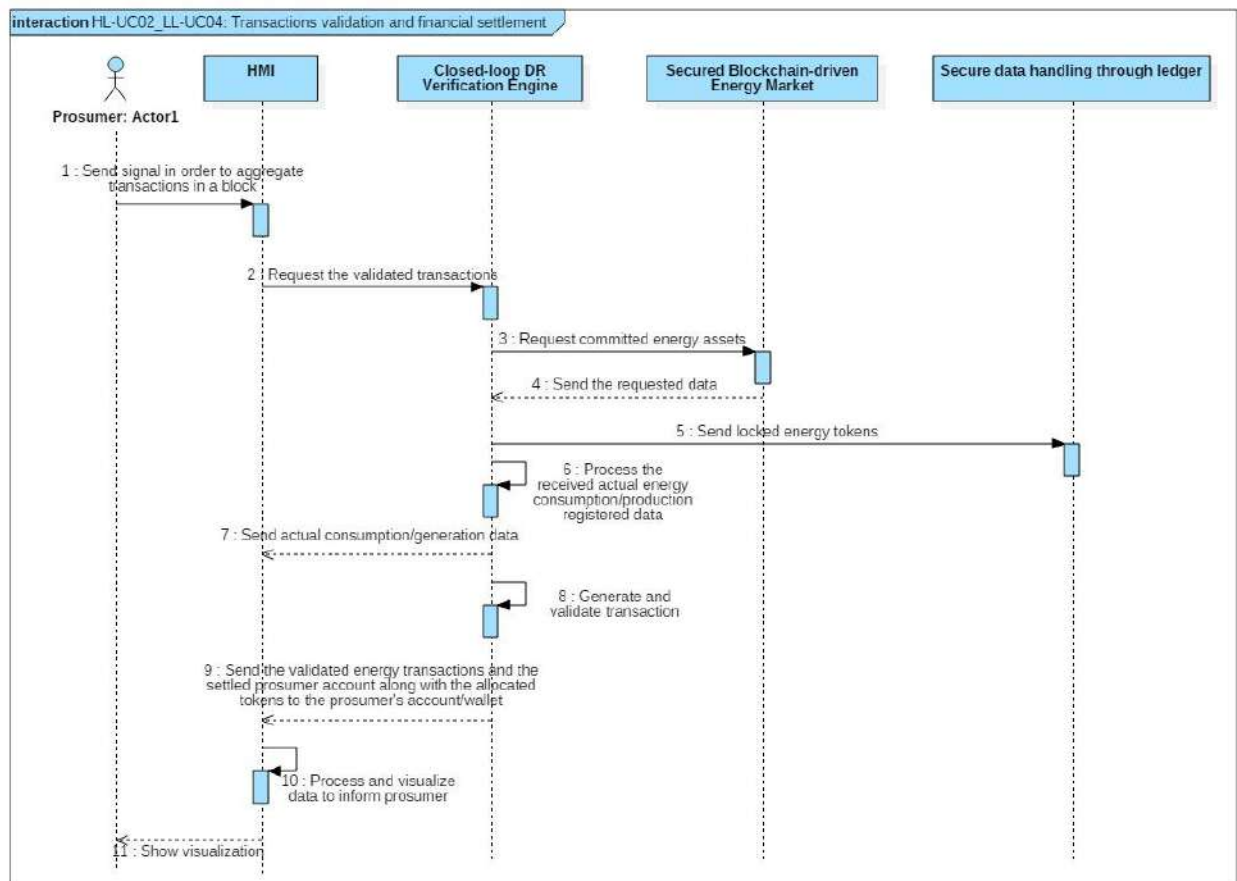 interaction HL-UC02_LL-UC04: Transactions validation and financial settlement
Prosumer: Actor1
HMI
Closed-loop DR
Verification Engine
Secured Blockchain-driven
Energy Market
Secure data handling through ledger
1 : Send signal in order to aggregate
transactions in a block
2 : Request the validated transactions
3 : Request committed energy assets
4 : Send the requested data
5 : Send locked energy tokens
6 : Process the
received actual energy
consumption/production
registered data
7 : Send actual consumption/generation data
8 : Generate and
validate transaction
9 : Send the validated energy transactions and the
settled prosumer account along with the allocated
tokens to the prosumer's account/wallet
10 : Process and visualize
data to inform prosumer
11 : Show visualization